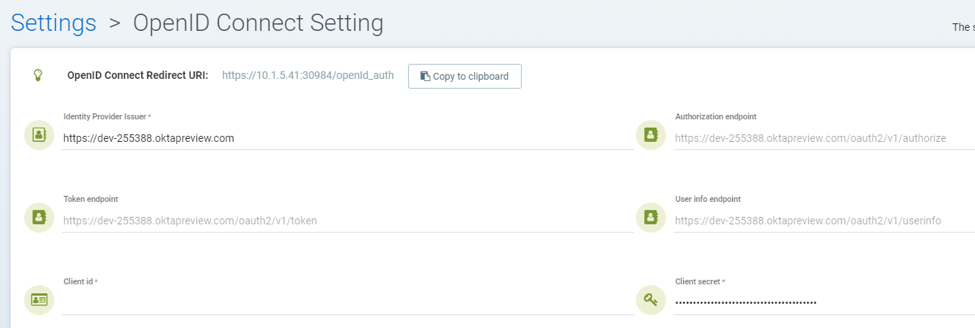 Settings > OpenID Connect Setting
The s
OpenID Connect Redirect URI: https://10.1.5.41:30984/openId_auth Copy to clipboard
Identity Provider Issuer * Authorization endpoint
https://dev-255388.oktapreview.com https://dev-255388.oktapreview.com/oauth2/v1/authorize
Token endpoint User info endpoint
https://dev-255388.oktapreview.com/oauth2/v1/token https://dev-255388.oktapreview.com/oauth2/v1/userinfo
Client id * Client secret *